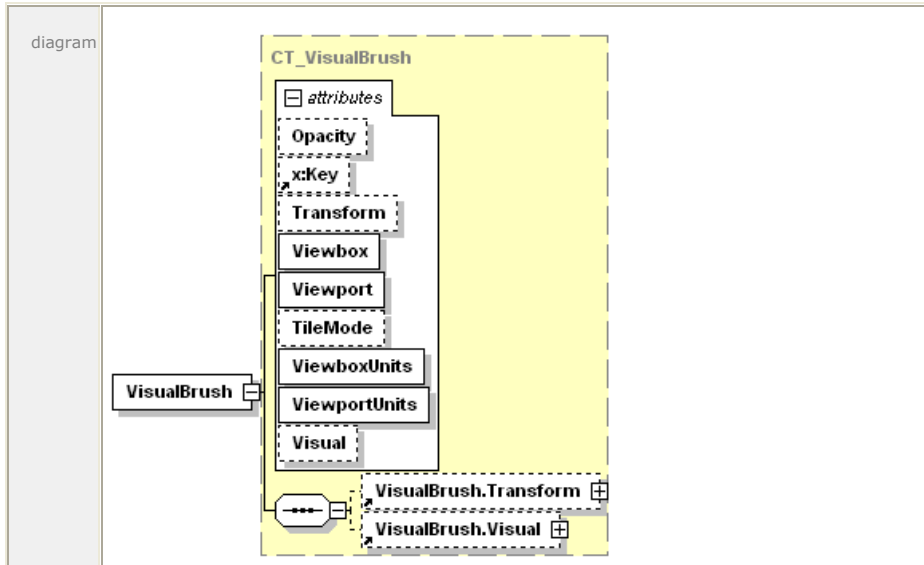 diagram
CT_VisualBrush
attributes
Opacity
x:Key
Transform
Viewbox
Viewport
TileMode
ViewboxUnits
ViewportUnits
Visual
VisualBrush
VisualBrush.Transform
VisualBrush.Visual